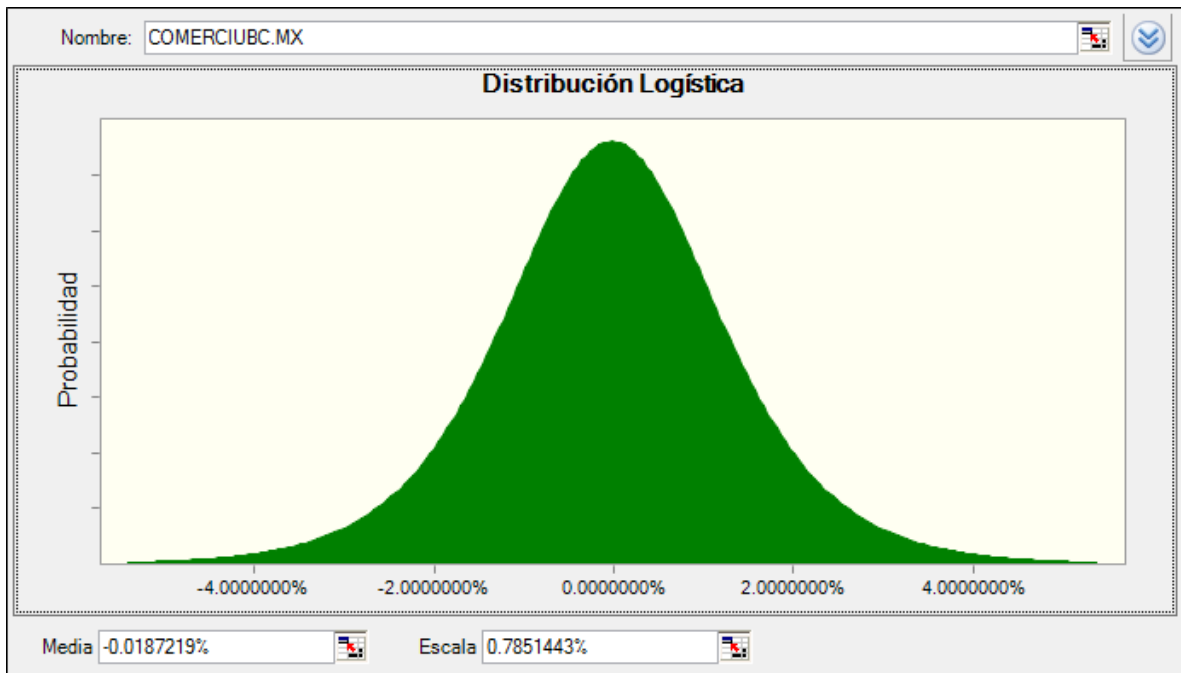 Nombre: COMERCIUBC.MX
Distribución Logística
Probabilidad
-4.0000000% -2.0000000% 0.0000000% 2.0000000% 4.0000000%
Media -0.0187219% Escala 0.7851443%